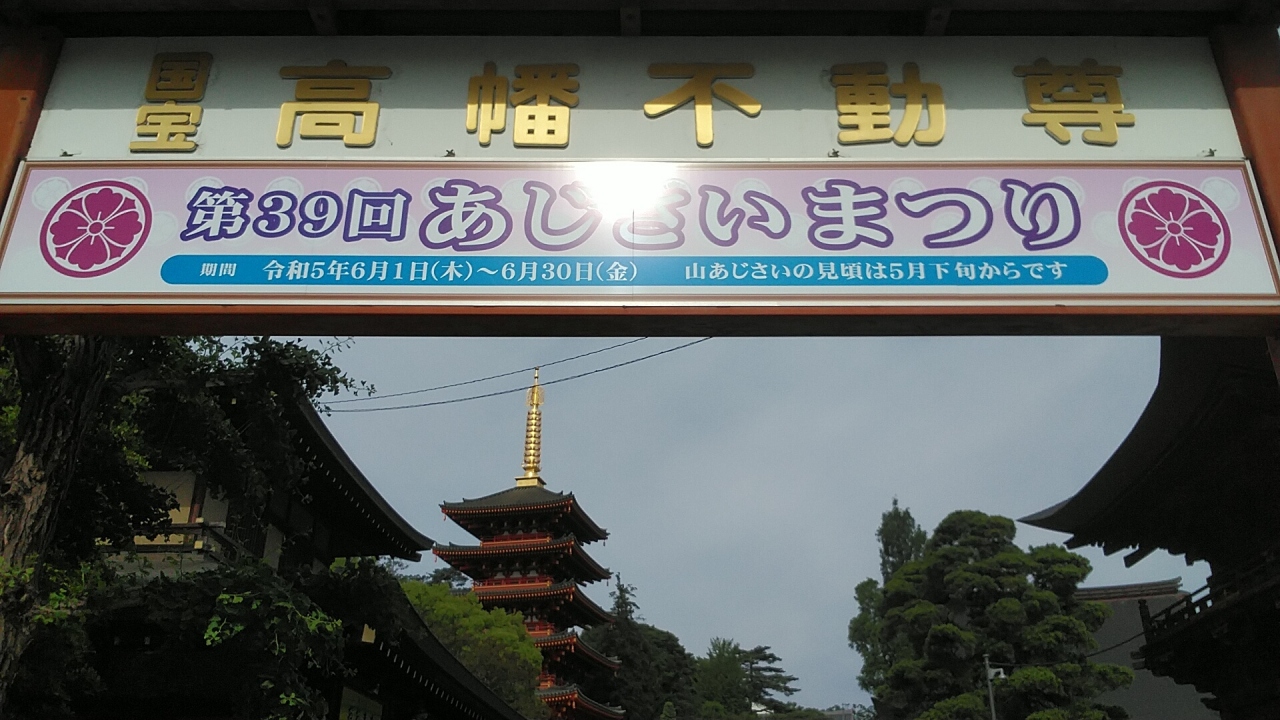 国宝 高幡不動尊
第39回 あじさいまつり
期間 令和5年6月1日(木)〜6月30日(金) 山あじさいの見頃は5月下旬からです